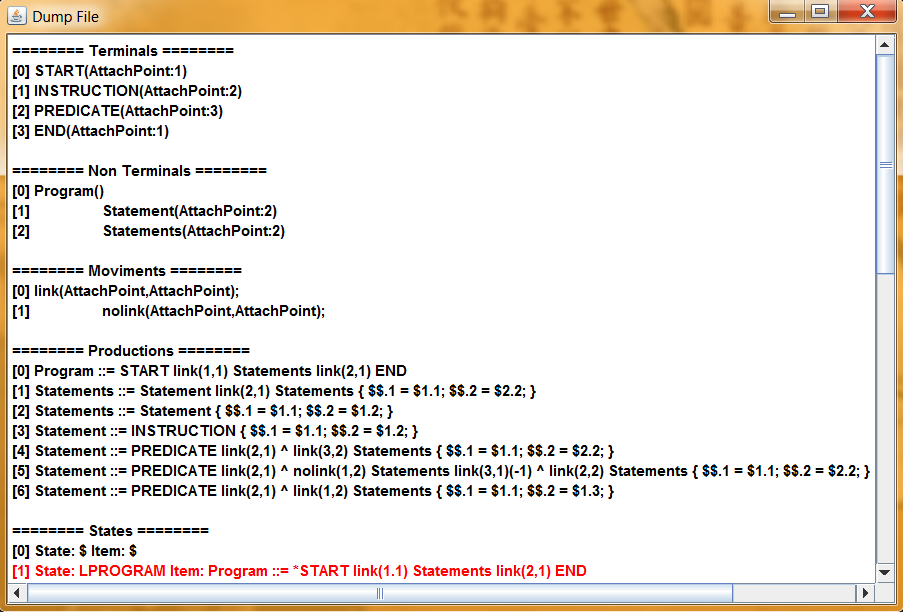 Dump File
======== Terminals ========
[0] START(AttachPoint:1)
[1] INSTRUCTION(AttachPoint:2)
[2] PREDICATE(AttachPoint:3)
[3] END(AttachPoint:1)
======== Non Terminals ========
[0] Program()
[1] Statement(AttachPoint:2)
[2] Statements(AttachPoint:2)
======== Moviments ========
[0] link(AttachPoint,AttachPoint);
[1] nolink(AttachPoint,AttachPoint);
======== Productions ========
[0] Program ::= START link(1,1) Statements link(2,1) END
[1] Statements ::= Statement link(2,1) Statements { $$.1 = $1.1; $$.2 = $2.2; }
[2] Statements ::= Statement { $$.1 = $1.1; $$.2 = $1.2; }
[3] Statement ::= INSTRUCTION { $$.1 = $1.1; $$.2 = $1.2; }
[4] Statement ::= PREDICATE link(2,1) ^ link(3,2) Statements { $$.1 = $1.1; $$.2 = $2.2; }
[5] Statement ::= PREDICATE link(2,1) ^ nolink(1,2) Statements link(3,1)(-1) ^ link(2,2) Statements { $$.1 = $1.1; $$.2 = $2.2; }
[6] Statement ::= PREDICATE link(2,1) ^ link(1,2) Statements { $$.1 = $1.1; $$.2 = $1.3; }
======== States ========
[0] State: $ Item: $
[1] State: LPROGRAM Item: Program ::= *START link(1.1) Statements link(2,1) END